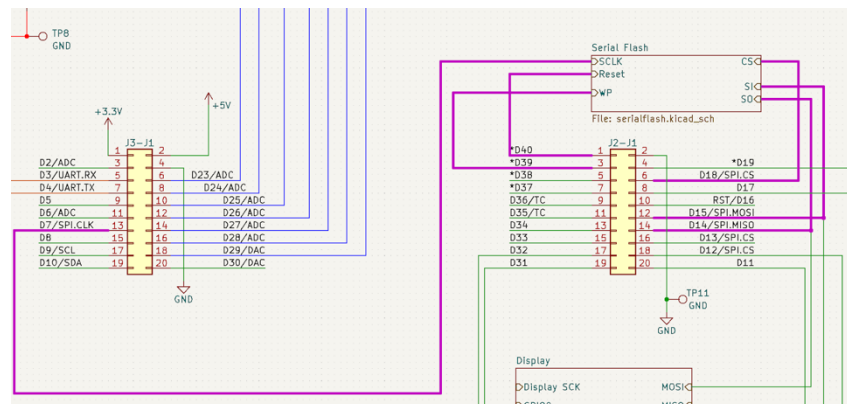 TP8
GND
+3.3V
+5V
J3-J1
1 2
D2/ADC 3 4
D3/UART.RX 5 6 D23/ADC
D4/UART.TX 7 8 D24/ADC
D5 9 10 D25/ADC
D6/ADC 11 12 D26/ADC
D7/SPI.CLK 13 14 D27/ADC
D8 15 16 D28/ADC
D9/SCL 17 18 D29/DAC
D10/SDA 19 20 D30/DAC
GND
Serial Flash
SCLK CS
Reset
SI
WP SO
File: serialflash.kicad_sch
J2-J1
*D40 1 2
*D39 3 4 *D19
*D38 5 6 D18/SPI.CS
*D37 7 8 D17
D36/TC 9 10 RST/D16
D35/TC 11 12 D15/SPI.MOSI
D34 13 14 D14/SPI.MISO
D33 15 16 D13/SPI.CS
D32 17 18 D12/SPI.CS
D31 19 20 D11
TP11
GND
GND
Display
Display SCK MOSI